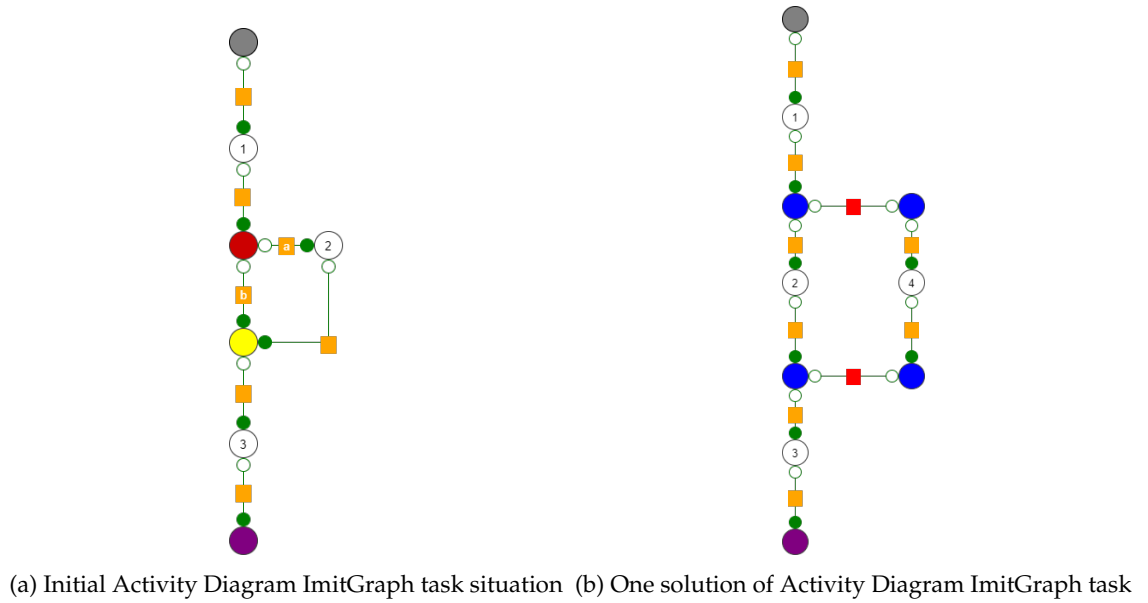 1
a
2
b
3
1
2
4
3
(a) Initial Activity Diagram ImitGraph task situation
(b) One solution of Activity Diagram ImitGraph task